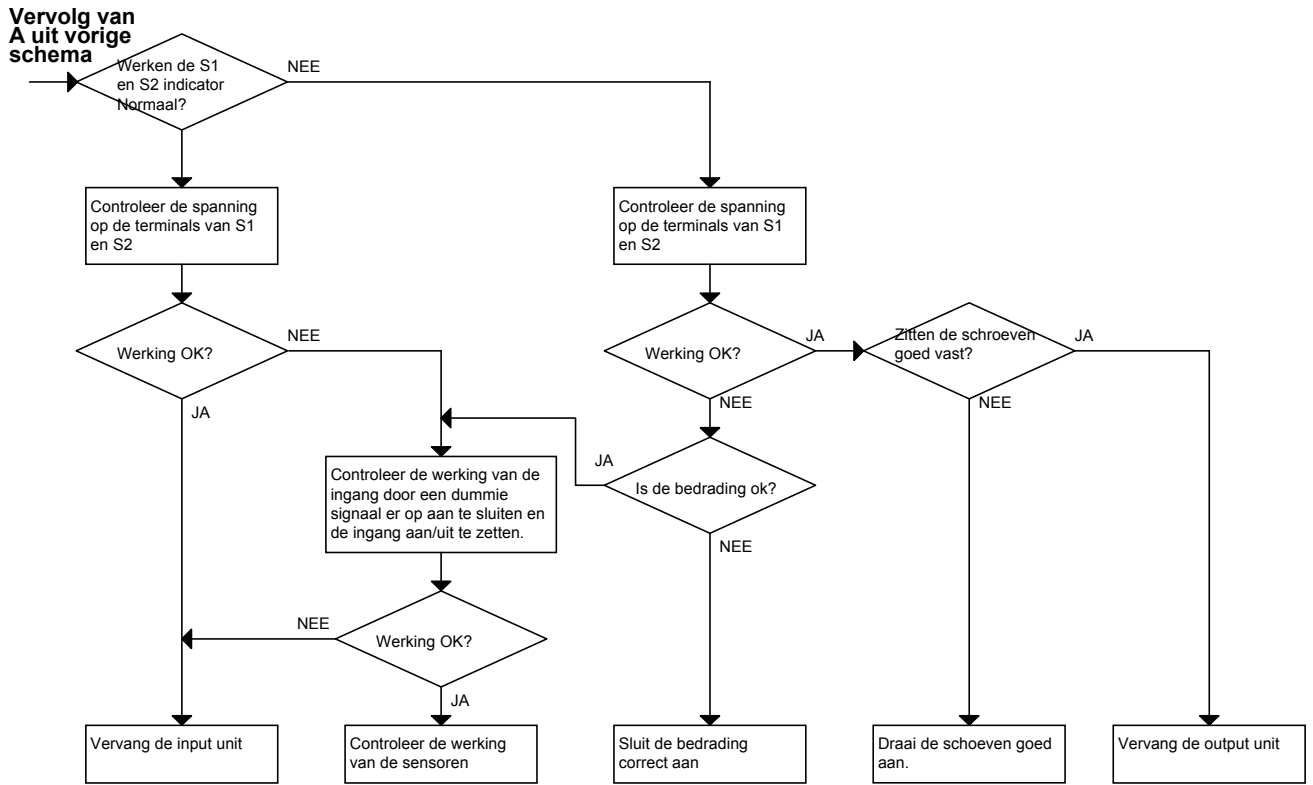 Vervolg van
A uit vorige
schema
Werken de S1
en S2 indicator
Normaal?
NEE
Controleer de spanning
op de terminals van S1
en S2
Controleer de spanning
op de terminals van S1
en S2
Werking OK?
NEE
JA
Werking OK?
JA
NEE
Zitten de schroeven
goed vast?
JA
NEE
Controleer de werking van de
ingang door een dummie
signaal er op aan te sluiten en
de ingang aan/uit te zetten.
JA
Is de bedrading ok?
NEE
NEE
Werking OK?
JA
Vervang de input unit
Controleer de werking
van de sensoren
Sluit de bedrading
correct aan
Draai de schoeven goed
aan.
Vervang de output unit